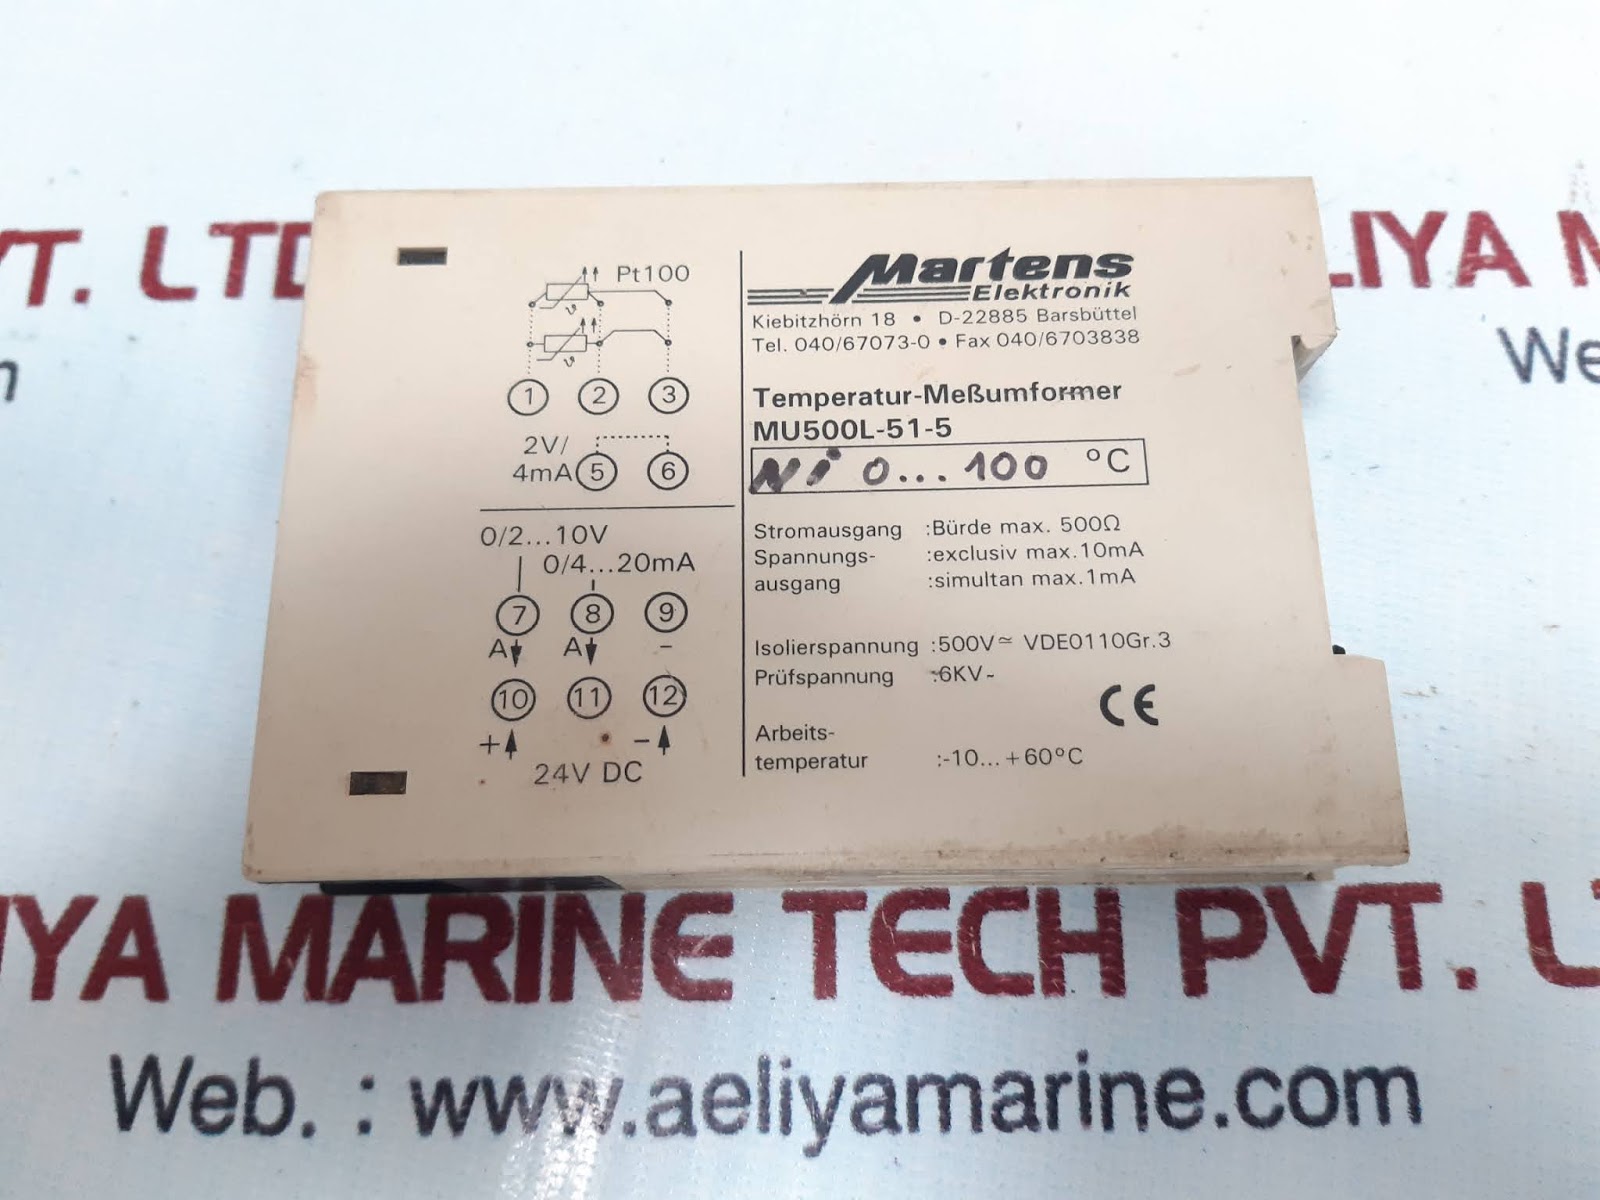 VT. LTD
ELIYA M
Pt100
1 2 3
2V/
4mA 5 6
0/2...10V
0/4...20mA
7 8 9
A A -
10 11 12
+ -
24V DC
Martens
Elektronik
Kiebitzhörn 18 • D-22885 Barsbüttel
Tel. 040/67073-0 • Fax 040/6703838
Temperatur-Meßumformer
MU500L-51-5
Ni 0...100 °C
Stromausgang :Bürde max. 500Ω
Spannungs- :exclusiv max.10mA
ausgang :simultan max.1mA
Isolierspannung :500V≃ VDE0110Gr.3
Prüfspannung :6KV~
CE
Arbeits-
temperatur :-10...+60°C
We
IYA MARINE TECH PVT. L
Web. : www.aeliyamarine.com